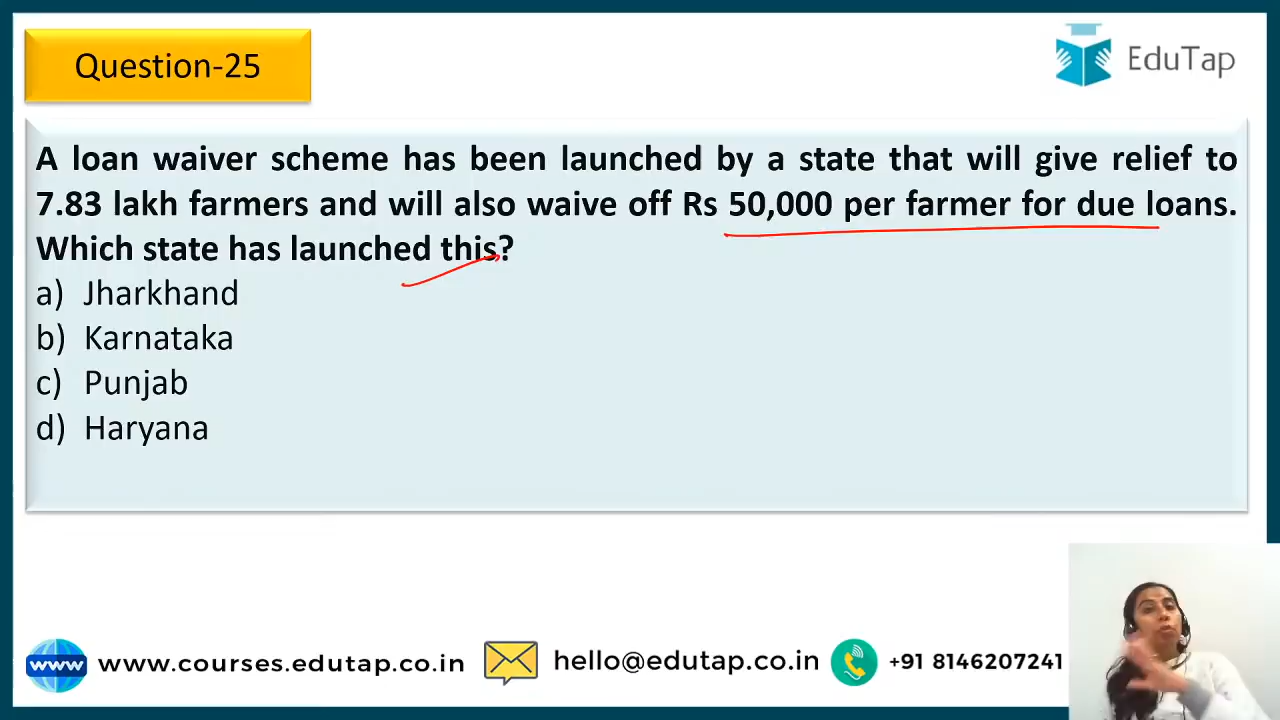 Question-25
EduTap
A loan waiver scheme has been launched by a state that will give relief to
7.83 lakh farmers and will also waive off Rs 50,000 per farmer for due loans.
Which state has launched this?
a) Jharkhand
b) Karnataka
c) Punjab
d) Haryana
www www.courses.edutap.co.in hello@edutap.co.in +91 8146207241